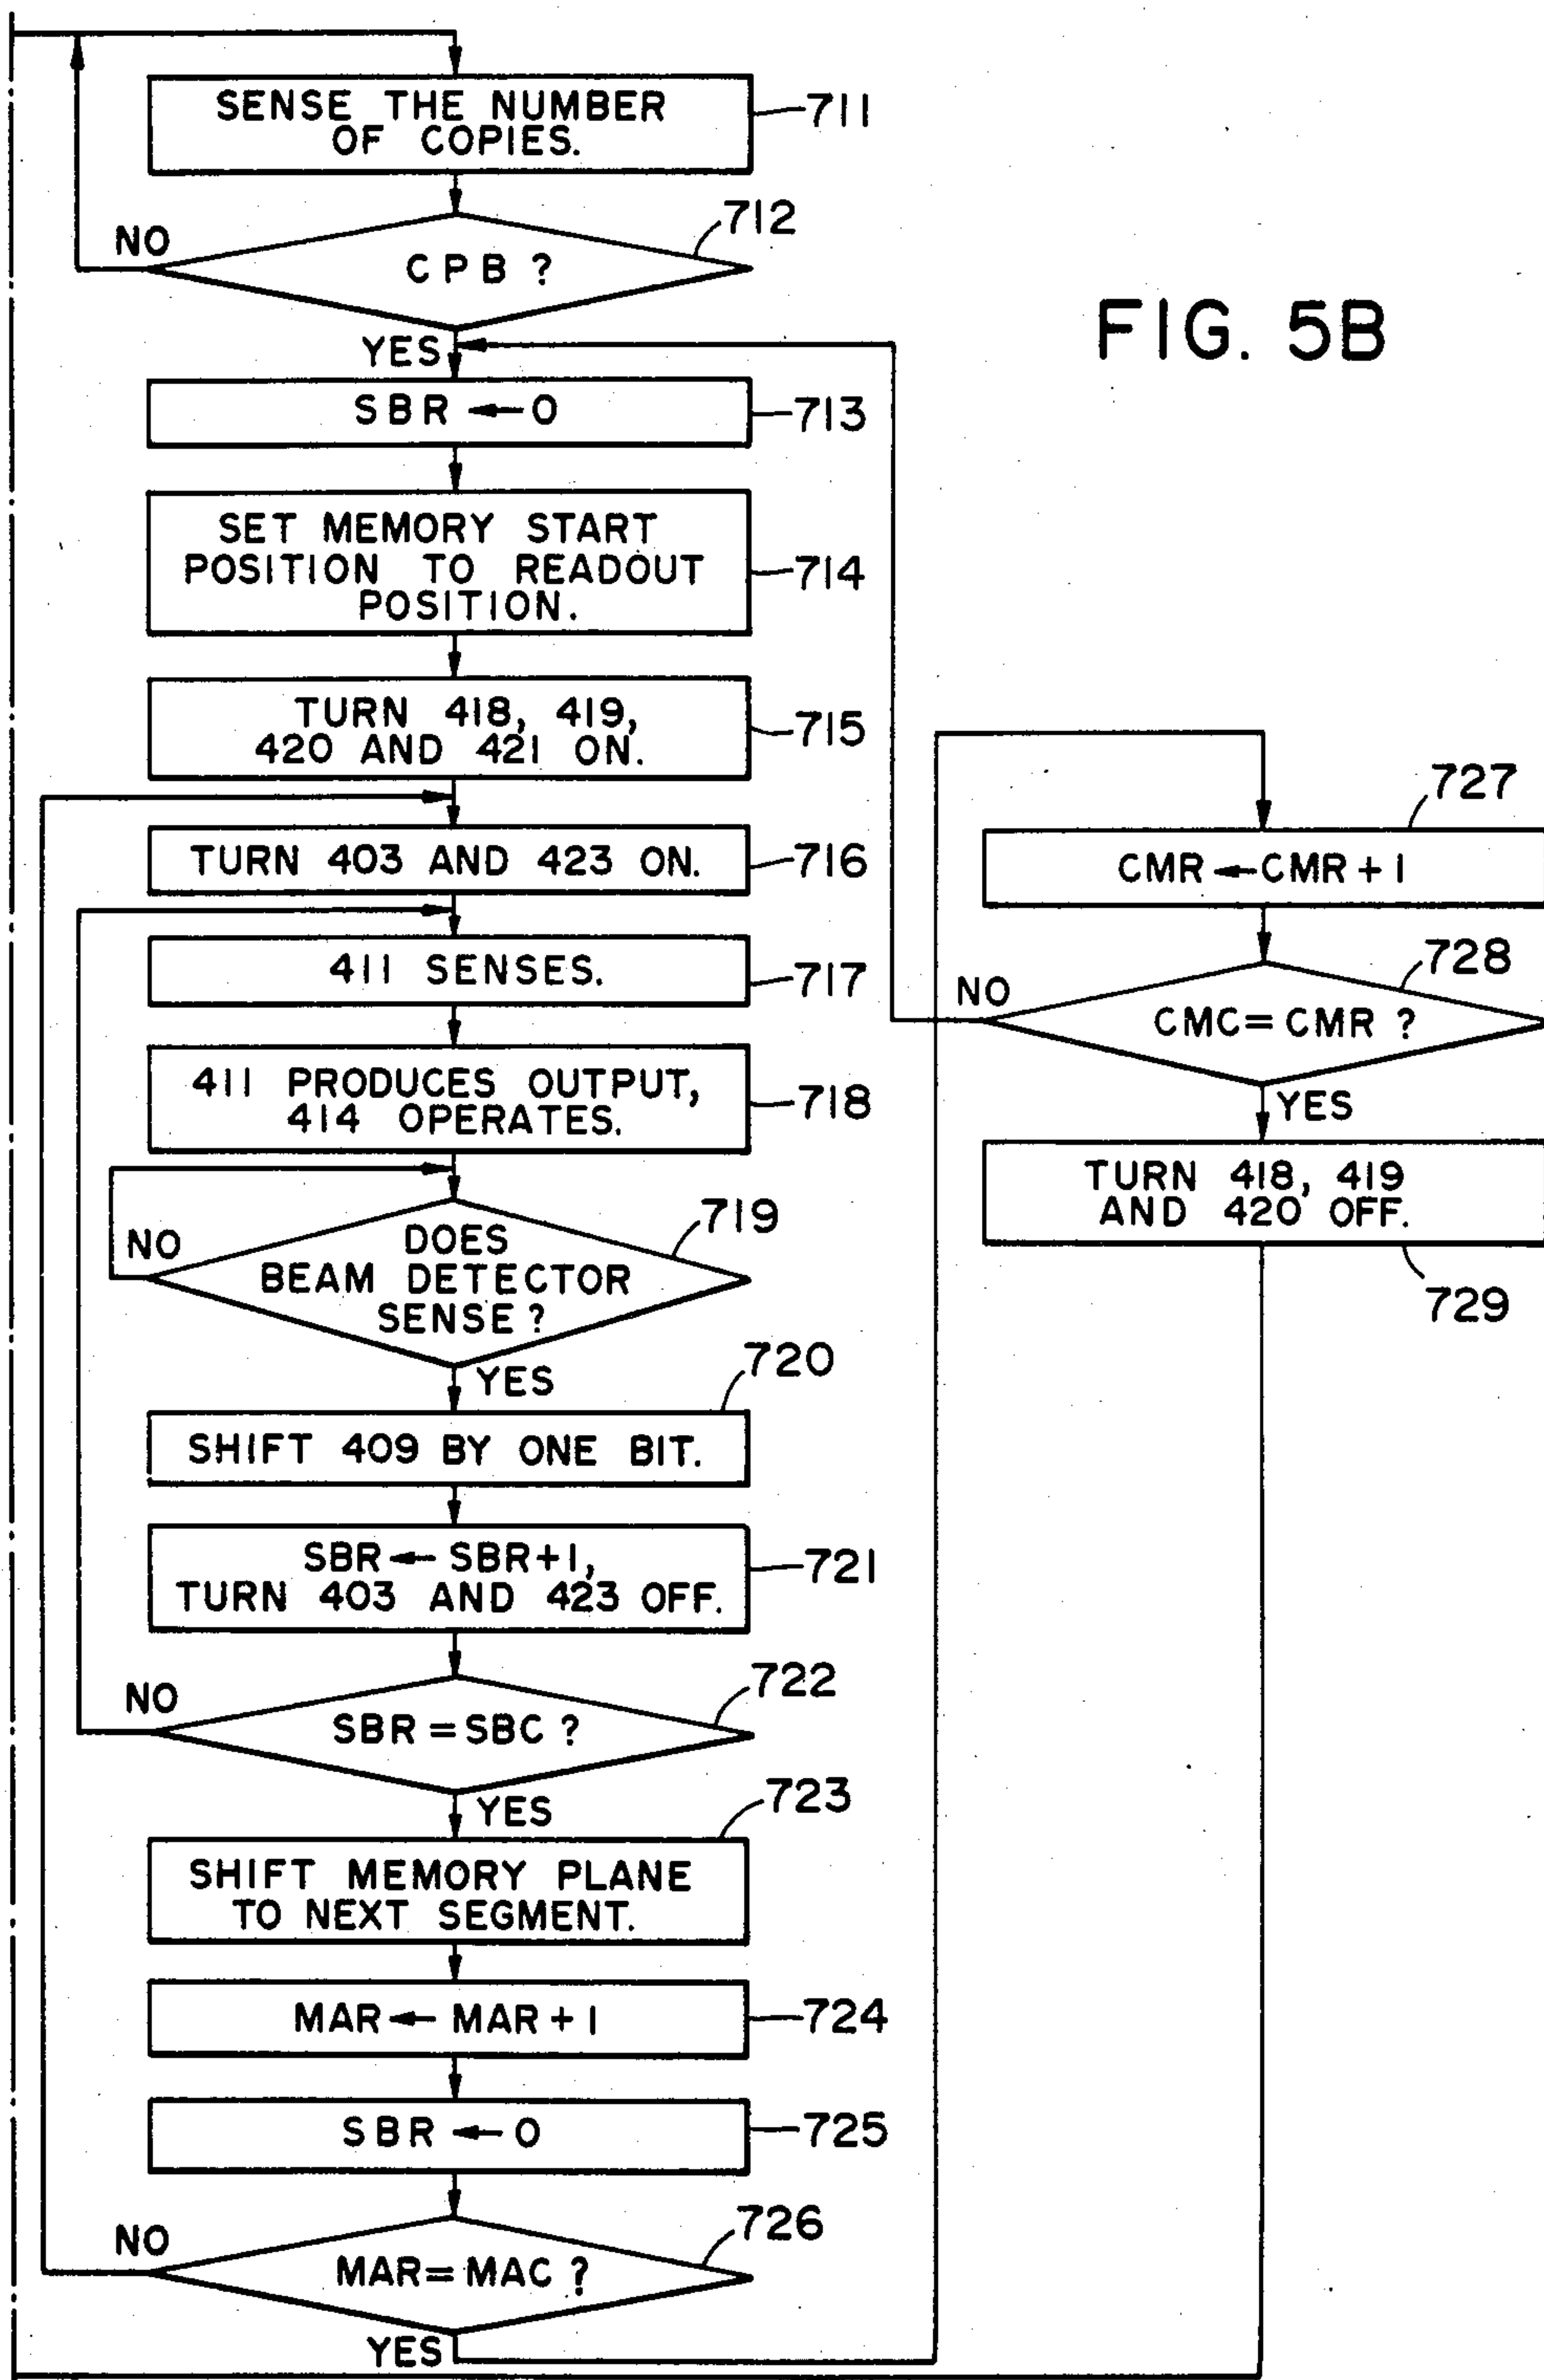 SENSE THE NUMBER
OF COPIES.
711
712
NO
CPB ?
YES
FIG. 5B
SBR ← 0
713
SET MEMORY START
POSITION TO READOUT
POSITION.
714
TURN 418, 419,
420 AND 421 ON.
715
TURN 403 AND 423 ON.
716
411 SENSES.
717
411 PRODUCES OUTPUT,
414 OPERATES.
718
719
NO
DOES
BEAM DETECTOR
SENSE ?
YES
720
SHIFT 409 BY ONE BIT.
SBR ← SBR+1,
TURN 403 AND 423 OFF.
721
722
NO
SBR = SBC ?
YES
723
SHIFT MEMORY PLANE
TO NEXT SEGMENT.
MAR ← MAR + 1
724
SBR ← 0
725
726
NO
MAR = MAC ?
YES
727
CMR ← CMR + 1
728
NO
CMC = CMR ?
YES
TURN 418, 419
AND 420 OFF.
729